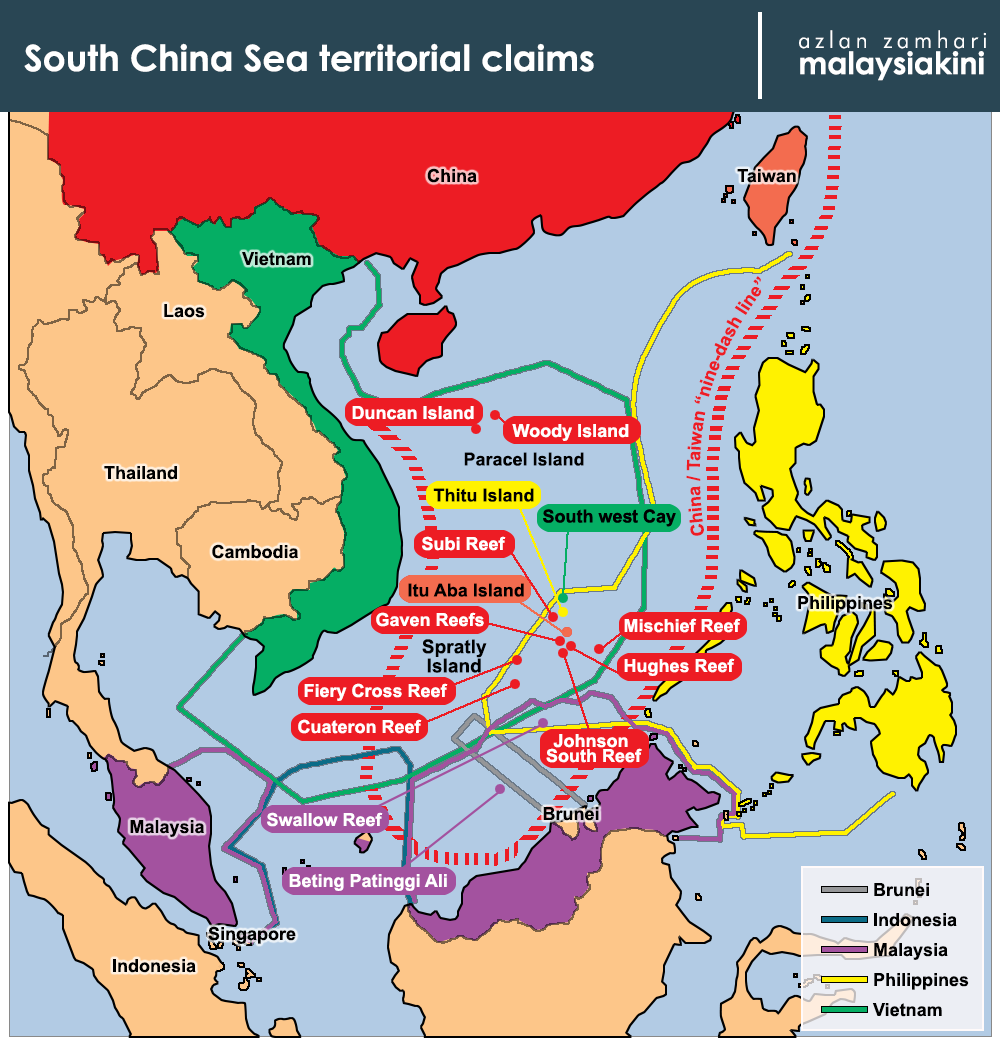 South China Sea territorial claims
azlan zamhari
malaysiakini
China
Taiwan
Vietnam
Laos
China / Taiwan "nine-dash line"
Duncan Island
Woody Island
Paracel Island
Thailand
Thitu Island
South west Cay
Subi Reef
Cambodia
Itu Aba Island
Philippines
Gaven Reefs
Mischief Reef
Spratly
Island
Hughes Reef
Fiery Cross Reef
Cuateron Reef
Johnson
South Reef
Swallow Reef
Brunei
Malaysia
Beting Patinggi Ali
Singapore
Indonesia
Brunei
Indonesia
Malaysia
Philippines
Vietnam